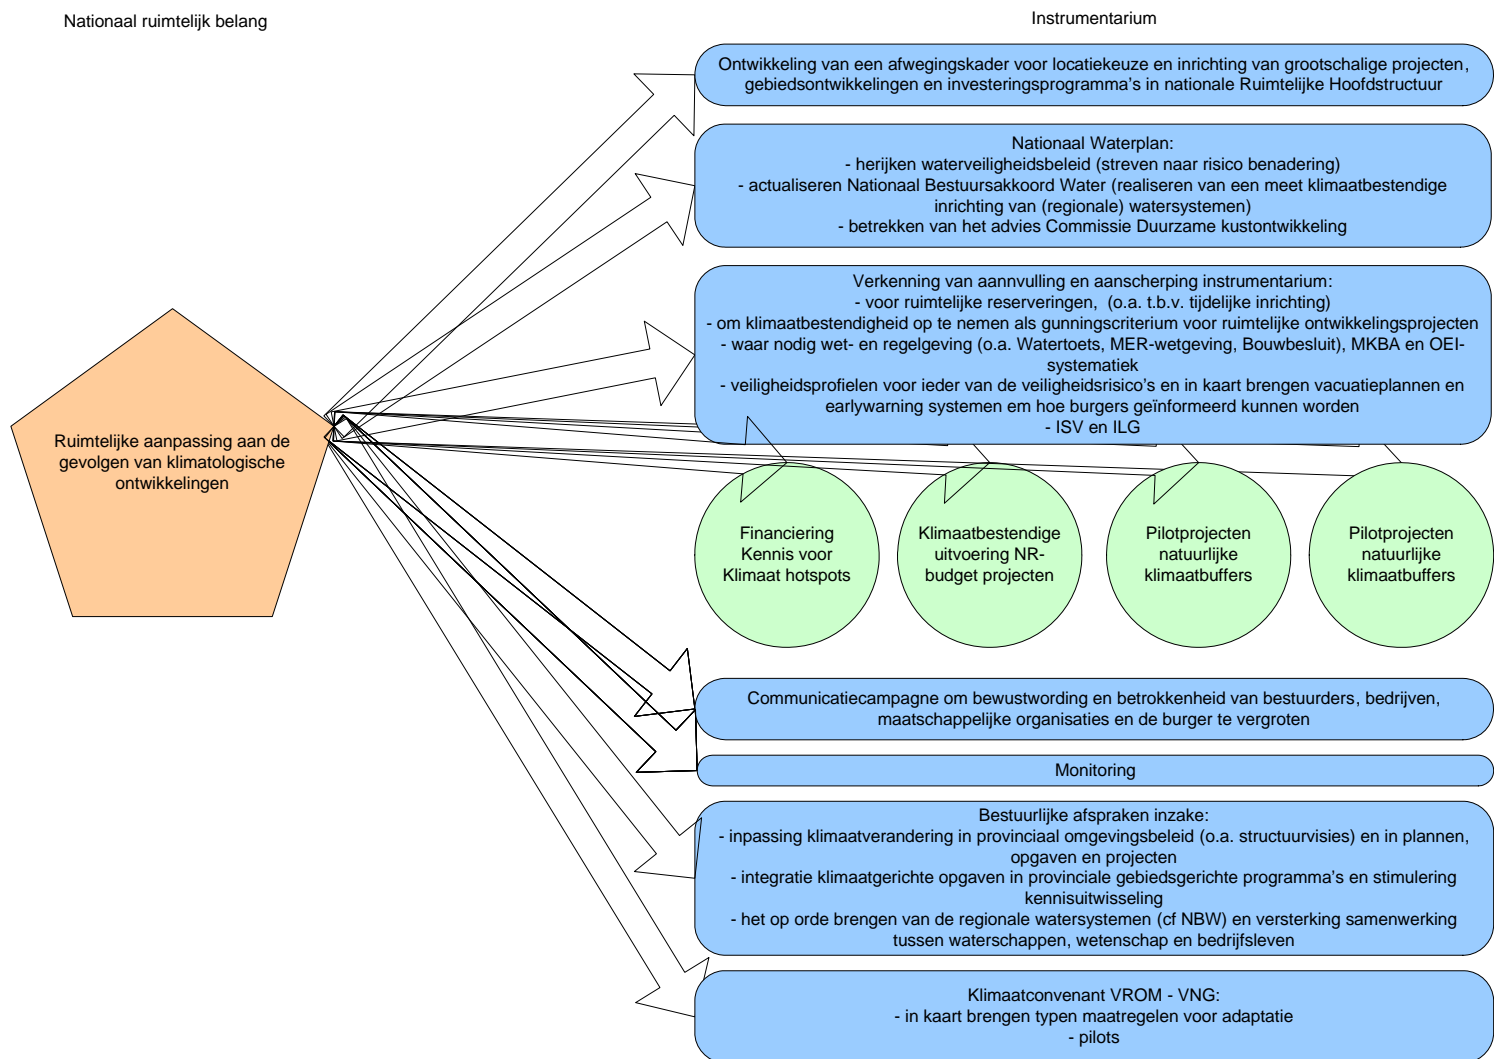 Nationaal ruimtelijk belang
Instrumentarium
Ontwikkeling van een afwegingskader voor locatiekeuze en inrichting van grootschalige projecten,
gebiedsontwikkelingen en investeringsprogramma's in nationale Ruimtelijke Hoofdstructuur
Nationaal Waterplan:
- herijken waterveiligheidsbeleid (streven naar risico benadering)
- actualiseren Nationaal Bestuursakkoord Water (realiseren van een meet klimaatbestendige
inrichting van (regionale) watersystemen)
- betrekken van het advies Commissie Duurzame kustontwikkeling
Verkenning van aannvulling en aanscherping instrumentarium:
- voor ruimtelijke reserveringen,  (o.a. t.b.v. tijdelijke inrichting)
- om klimaatbestendigheid op te nemen als gunningscriterium voor ruimtelijke ontwikkelingsprojecten
- waar nodig wet- en regelgeving (o.a. Watertoets, MER-wetgeving, Bouwbesluit), MKBA en OEI-
systematiek
- veiligheidsprofielen voor ieder van de veiligheidsrisico's en in kaart brengen vacuatieplannen en
earlywarning systemen em hoe burgers geïnformeerd kunnen worden
- ISV en ILG
Ruimtelijke aanpassing aan de
gevolgen van klimatologische
ontwikkelingen
Financiering
Kennis voor
Klimaat hotspots
Klimaatbestendige
uitvoering NR-
budget projecten
Pilotprojecten
natuurlijke
klimaatbuffers
Pilotprojecten
natuurlijke
klimaatbuffers
Communicatiecampagne om bewustwording en betrokkenheid van bestuurders, bedrijven,
maatschappelijke organisaties en de burger te vergroten
Monitoring
Bestuurlijke afspraken inzake:
- inpassing klimaatverandering in provinciaal omgevingsbeleid (o.a. structuurvisies) en in plannen,
opgaven en projecten
- integratie klimaatgerichte opgaven in provinciale gebiedsgerichte programma's en stimulering
kennisuitwisseling
- het op orde brengen van de regionale watersystemen (cf NBW) en versterking samenwerking
tussen waterschappen, wetenschap en bedrijfsleven
Klimaatconvenant VROM - VNG:
- in kaart brengen typen maatregelen voor adaptatie
- pilots